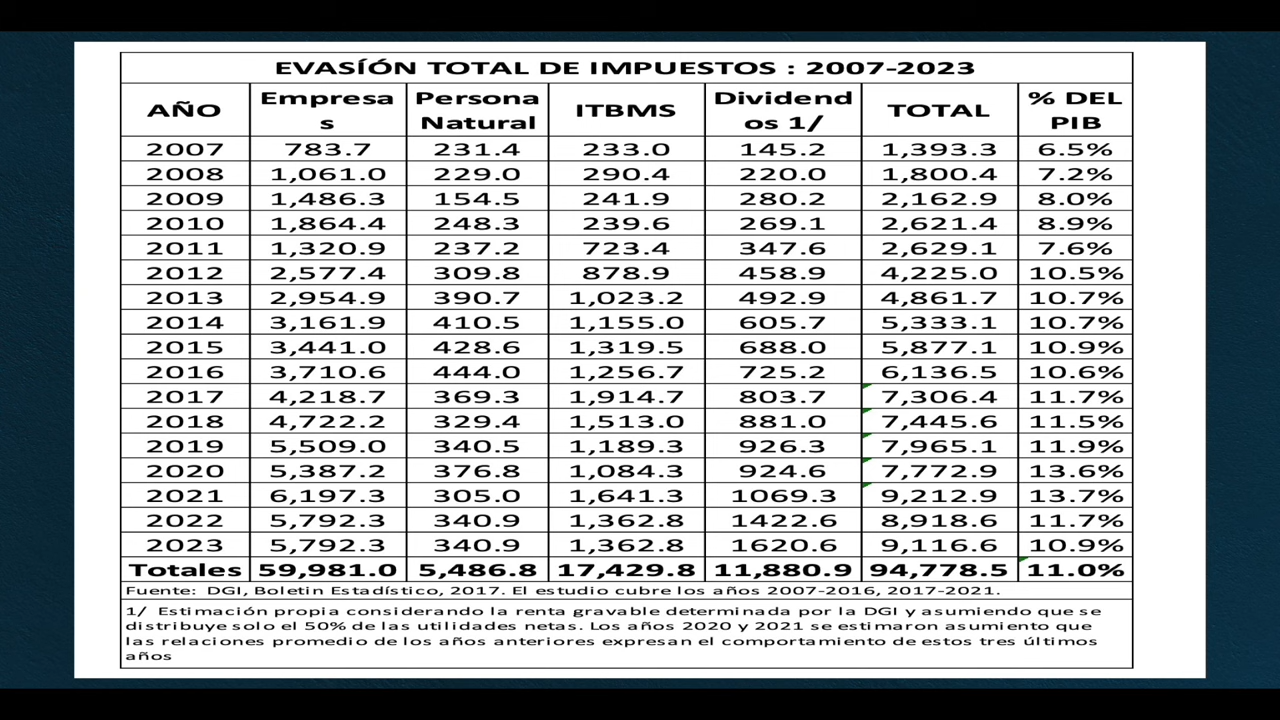 EVASÍÓN TOTAL DE IMPUESTOS : 2007-2023
AÑO Empresas Persona Natural ITBMS Dividendos 1/ TOTAL % DEL PIB
2007 783.7 231.4 233.0 145.2 1,393.3 6.5%
2008 1,061.0 229.0 290.4 220.0 1,800.4 7.2%
2009 1,486.3 154.5 241.9 280.2 2,162.9 8.0%
2010 1,864.4 248.3 239.6 269.1 2,621.4 8.9%
2011 1,320.9 237.2 723.4 347.6 2,629.1 7.6%
2012 2,577.4 309.8 878.9 458.9 4,225.0 10.5%
2013 2,954.9 390.7 1,023.2 492.9 4,861.7 10.7%
2014 3,161.9 410.5 1,155.0 605.7 5,333.1 10.7%
2015 3,441.0 428.6 1,319.5 688.0 5,877.1 10.9%
2016 3,710.6 444.0 1,256.7 725.2 6,136.5 10.6%
2017 4,218.7 369.3 1,914.7 803.7 7,306.4 11.7%
2018 4,722.2 329.4 1,513.0 881.0 7,445.6 11.5%
2019 5,509.0 340.5 1,189.3 926.3 7,965.1 11.9%
2020 5,387.2 376.8 1,084.3 924.6 7,772.9 13.6%
2021 6,197.3 305.0 1,641.3 1069.3 9,212.9 13.7%
2022 5,792.3 340.9 1,362.8 1422.6 8,918.6 11.7%
2023 5,792.3 340.9 1,362.8 1620.6 9,116.6 10.9%
Totales 59,981.0 5,486.8 17,429.8 11,880.9 94,778.5 11.0%
Fuente: DGI, Boletin Estadístico, 2017. El estudio cubre los años 2007-2016, 2017-2021.
1/ Estimación propia considerando la renta gravable determinada por la DGI y asumiendo que se
distribuye solo el 50% de las utilidades netas. Los años 2020 y 2021 se estimaron asumiento que
las relaciones promedio de los años anteriores expresan el comportamiento de estos tres últimos
años